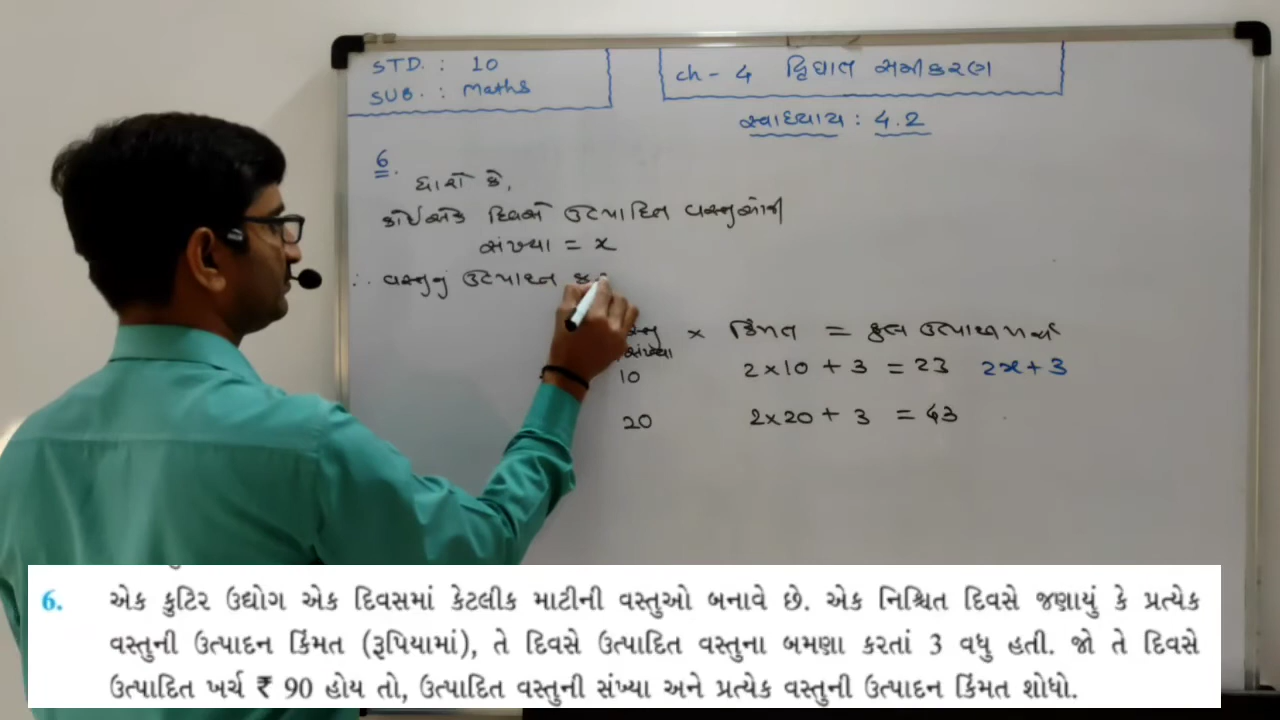 STD. : 10
SUB. : Maths
ch - 4 દ્વિઘાત સમીકરણ
સ્વાધ્યાય : 4.2
6.
ધારો કે,
કોઈએક દિવસે ઉત્પાદિત વસ્તુઓની
સંખ્યા = x
∴ વસ્તુનું ઉત્પાદન
x કિંમત = કુલ ઉત્પાદન ખર્ચ
સંખ્યા
10 2×10 + 3 = 23 2x+3
20 2×20 + 3 = 43
6. એક કુટિર ઉદ્યોગ એક દિવસમાં કેટલીક માટીની વસ્તુઓ બનાવે છે. એક નિશ્ચિત દિવસે જણાયું કે પ્રત્યેક
વસ્તુની ઉત્પાદન કિંમત (રૂપિયામાં), તે દિવસે ઉત્પાદિત વસ્તુના બમણા કરતાં 3 વધુ હતી. જો તે દિવસે
ઉત્પાદિત ખર્ચ ₹ 90 હોય તો, ઉત્પાદિત વસ્તુની સંખ્યા અને પ્રત્યેક વસ્તુની ઉત્પાદન કિંમત શોધો.